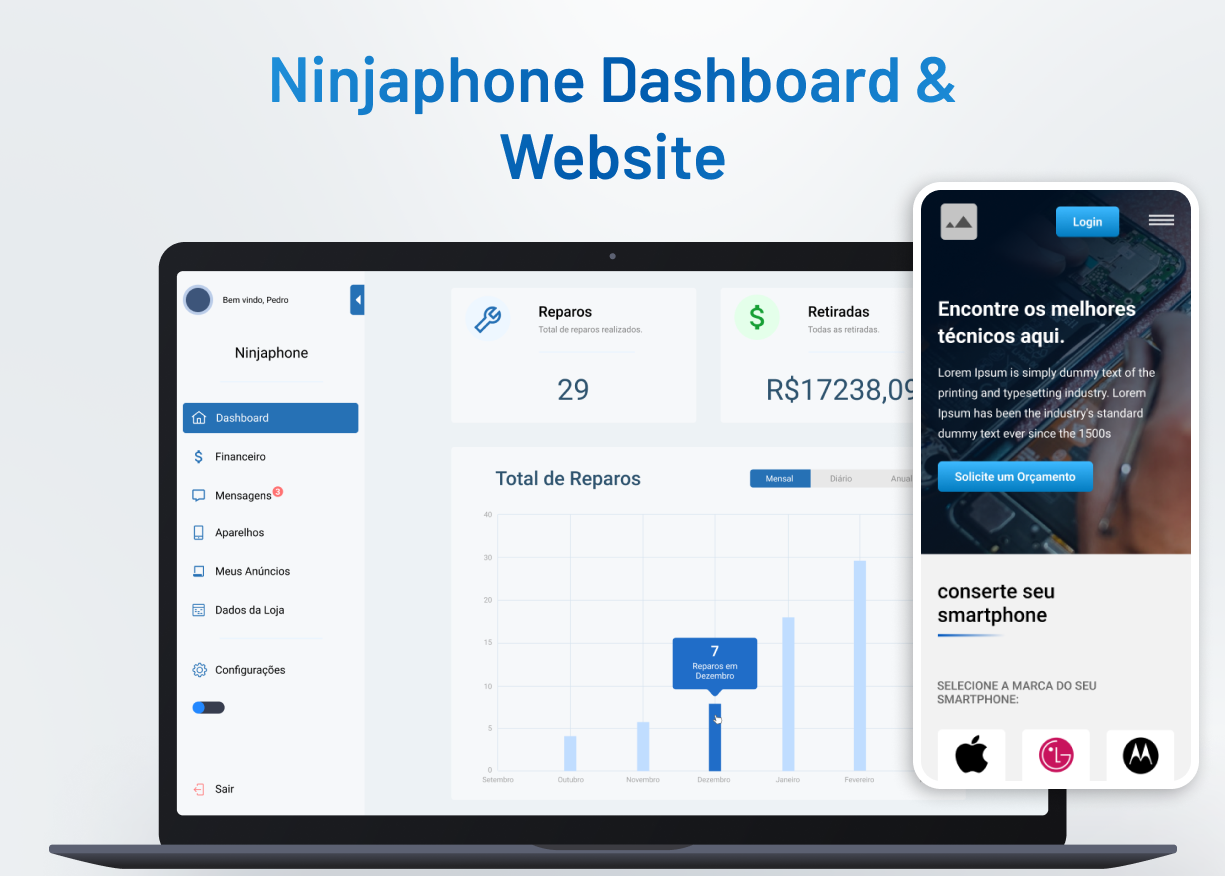 Ninjaphone Dashboard &
Website
Bem vindo, Pedro
Ninjaphone
Dashboard
Financeiro
Mensagens 3
Aparelhos
Meus Anúncios
Dados da Loja
Configurações
Sair
Reparos
Total de reparos realizados.
29
$
Retiradas
Todas as retiradas.
R$17238,09
Total de Reparos
Mensal Diário Anual
40
30
20
15
10
5
0
7
Reparos em
Dezembro
Setembro Outubro Novembro Dezembro Janeiro Fevereiro
Login
Encontre os melhores
técnicos aqui.
Lorem Ipsum is simply dummy text of the
printing and typesetting industry. Lorem
Ipsum has been the industry's standard
dummy text ever since the 1500s
Solicite um Orçamento
conserte seu
smartphone
SELECIONE A MARCA DO SEU
SMARTPHONE:
LG